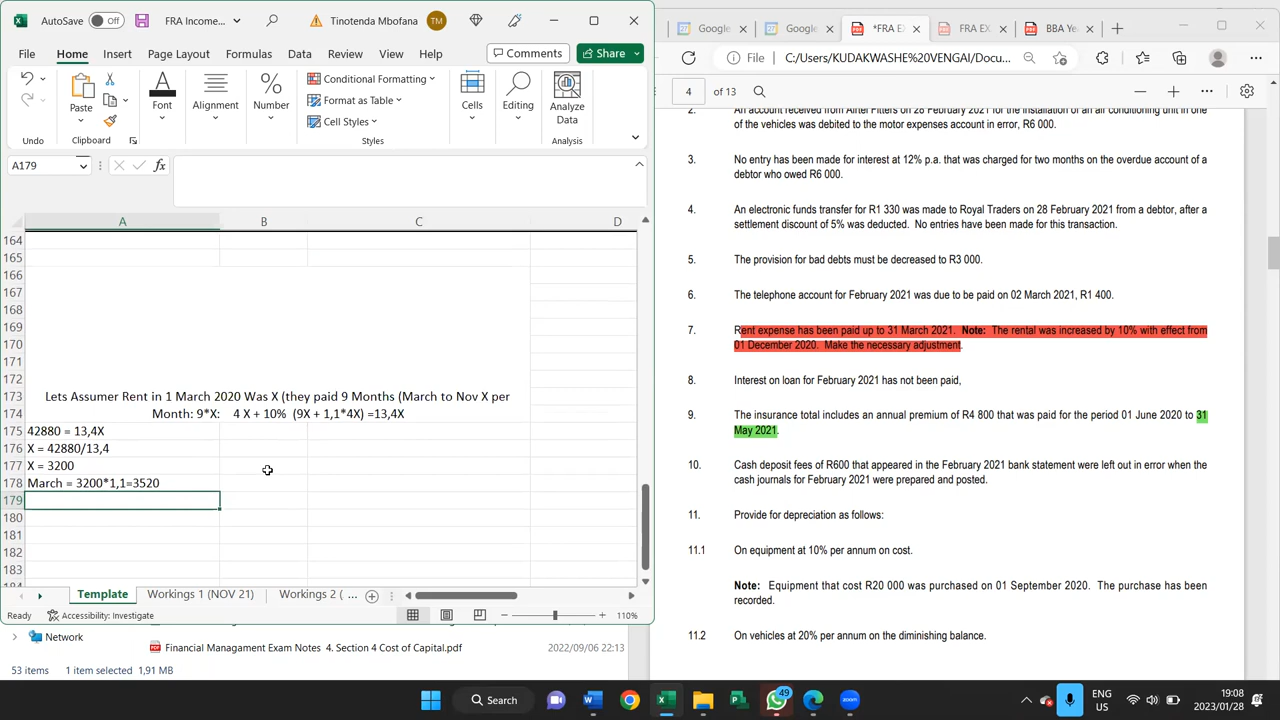 AutoSave Off FRA Income... Tinotenda Mbofana TM
File Home Insert Page Layout Formulas Data Review View Help Comments Share
Paste Font Alignment Number Conditional Formatting Format as Table Cell Styles Cells Editing Analyze Data
Undo Clipboard Styles Analysis
A179 fx
A B C D
164
165
166
167
168
169
170
171
172
173 Lets Assumer Rent in 1 March 2020 Was X (they paid 9 Months (March to Nov X per
174 Month: 9*X: 4 X + 10% (9X + 1,1*4X) =13,4X
175 42880 = 13,4X
176 X = 42880/13,4
177 X = 3200
178 March = 3200*1,1=3520
179
180
181
182
183
Template Workings 1 (NOV 21) Workings 2 ( ...
Ready Accessibility: Investigate 110%
Network
Financial Managament Exam Notes 4. Section 4 Cost of Capital.pdf 2022/09/06 22:13
53 items 1 item selected 1,91 MB
Google Google *FRA EX FRA EX BBA Ye
File C:/Users/KUDAKWASHE%20VENGAI/Docu...
4 of 13
2. An account received from Airtel Fitters on 28 February 2021 for the installation of an air conditioning unit in one
of the vehicles was debited to the motor expenses account in error, R6 000.
3. No entry has been made for interest at 12% p.a. that was charged for two months on the overdue account of a
debtor who owed R6 000.
4. An electronic funds transfer for R1 330 was made to Royal Traders on 28 February 2021 from a debtor, after a
settlement discount of 5% was deducted. No entries have been made for this transaction.
5. The provision for bad debts must be decreased to R3 000.
6. The telephone account for February 2021 was due to be paid on 02 March 2021, R1 400.
7. Rent expense has been paid up to 31 March 2021. Note: The rental was increased by 10% with effect from
01 December 2020. Make the necessary adjustment.
8. Interest on loan for February 2021 has not been paid,
9. The insurance total includes an annual premium of R4 800 that was paid for the period 01 June 2020 to 31
May 2021.
10. Cash deposit fees of R600 that appeared in the February 2021 bank statement were left out in error when the
cash journals for February 2021 were prepared and posted.
11. Provide for depreciation as follows:
11.1 On equipment at 10% per annum on cost.
Note: Equipment that cost R20 000 was purchased on 01 September 2020. The purchase has been
recorded.
11.2 On vehicles at 20% per annum on the diminishing balance.
Search 49 ENG US 19:08 2023/01/28